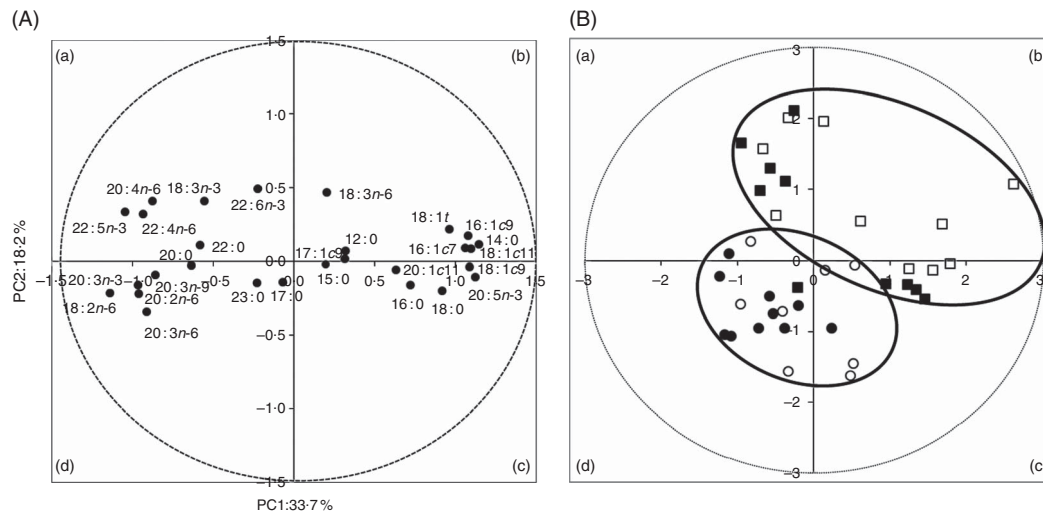 (A)
(B)
1·5
(a)
(b)
1·0
0·5
20:4n-6 18:3n-3
22:6n-3
18:3n-6
22:5n-3
22:4n-6
18:1t
16:1c9
20:0
22:0
17:1c9
12:0
16:1c7
14:0
18:1c11
0·0
–1·5
–1·0
–0·5
0·0
0·5
1·0
1·5
20:3n-3
20:3n-9
15:0
20:1c11
18:1c9
18:2n-6
20:2n-6
23:0
17:0
16:0
18:0
20:5n-3
20:3n-6
–0·5
–1·0
(d)
(c)
–1·5
PC2:18·2 %
PC1:33·7 %
3
(a)
(b
2
1
0
–3
–2
–1
0
1
2
3
–1
–2
(d)
(c
–3